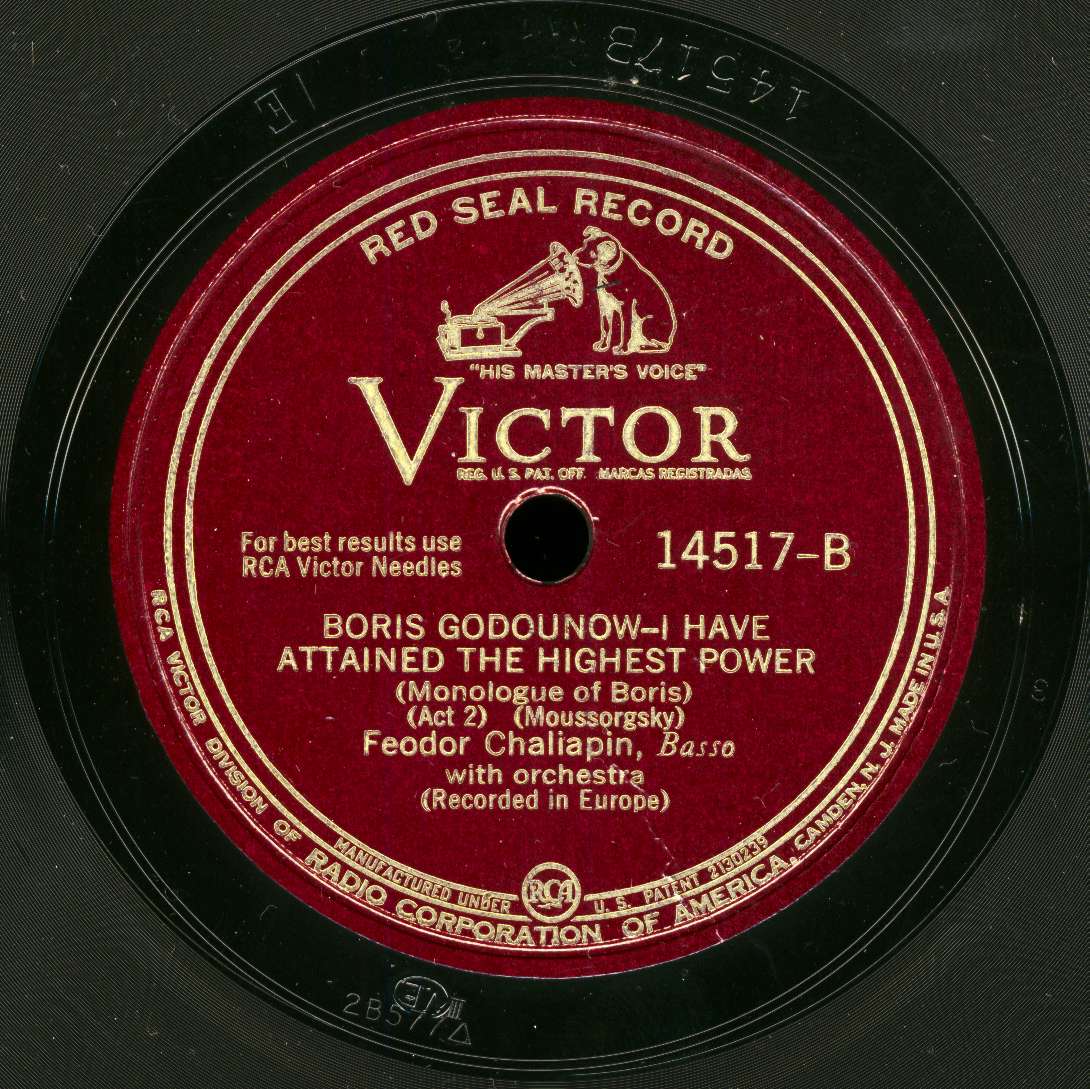 14517B
E
RED SEAL RECORD
"HIS MASTER'S VOICE"
VICTOR
REG. U. S. PAT. OFF. MARCAS REGISTRADAS
For best results use
RCA Victor Needles
14517-B
BORIS GODOUNOW-I HAVE
ATTAINED THE HIGHEST POWER
(Monologue of Boris)
(Act 2) (Moussorgsky)
Feodor Chaliapin, Basso
with orchestra
(Recorded in Europe)
MANUFACTURED UNDER RCA U. S. PATENT 2130239
RCA VICTOR DIVISION OF RADIO CORPORATION OF AMERICA, CAMDEN, N. J. MADE IN U. S. A.